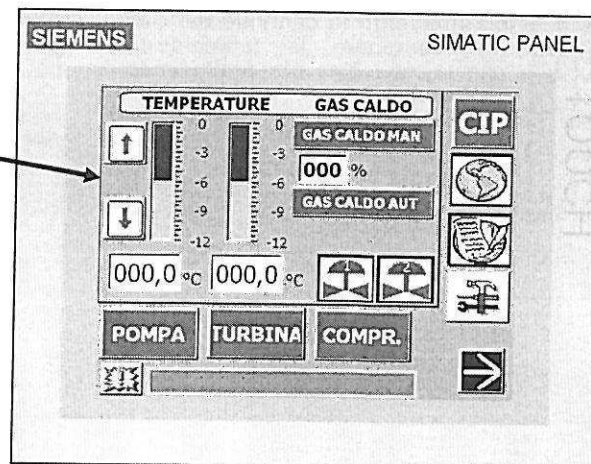 SIEMENS
SIMATIC PANEL
TEMPERATURE GAS CALDO
CIP
0 0
-3 -3
-6 -6
-9 -9
-12 -12
GAS CALDO MAN
000 %
GAS CALDO AUT
000,0 °C 000,0 °C
POMPA TURBINA COMPR.